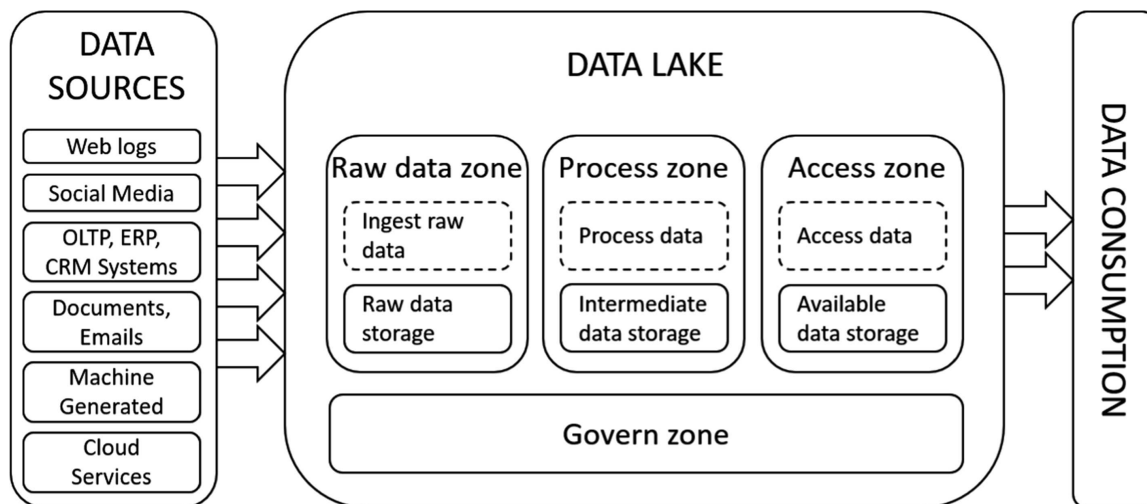 DATA
SOURCES
Web logs
Social Media
OLTP, ERP,
CRM Systems
Documents,
Emails
Machine
Generated
Cloud
Services
DATA LAKE
Raw data zone
Ingest raw
data
Raw data
storage
Process zone
Process data
Intermediate
data storage
Access zone
Access data
Available
data storage
Govern zone
DATA CONSUMPTION